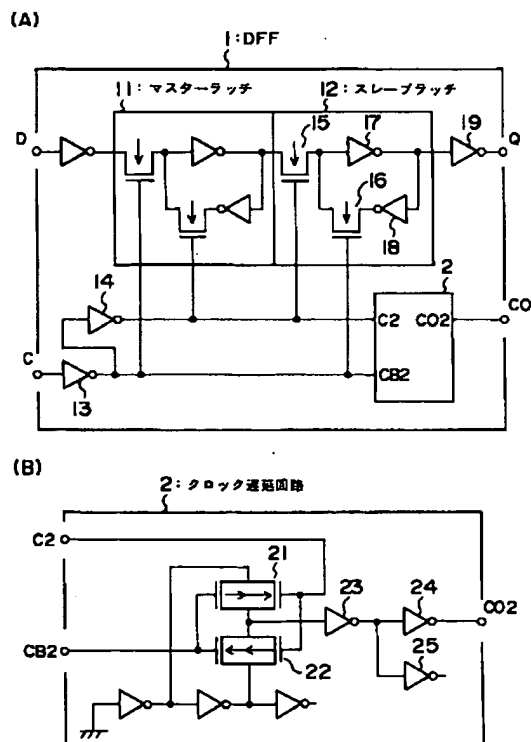 (A)
1:DFF
11:マスターラッチ
12:スレーブラッチ
D
15
17
19
Q
16
18
14
2
C2
CO2
CO
C
13
CB2
(B)
2:クロック遅延回路
C2
21
23
24
CO2
CB2
22
25